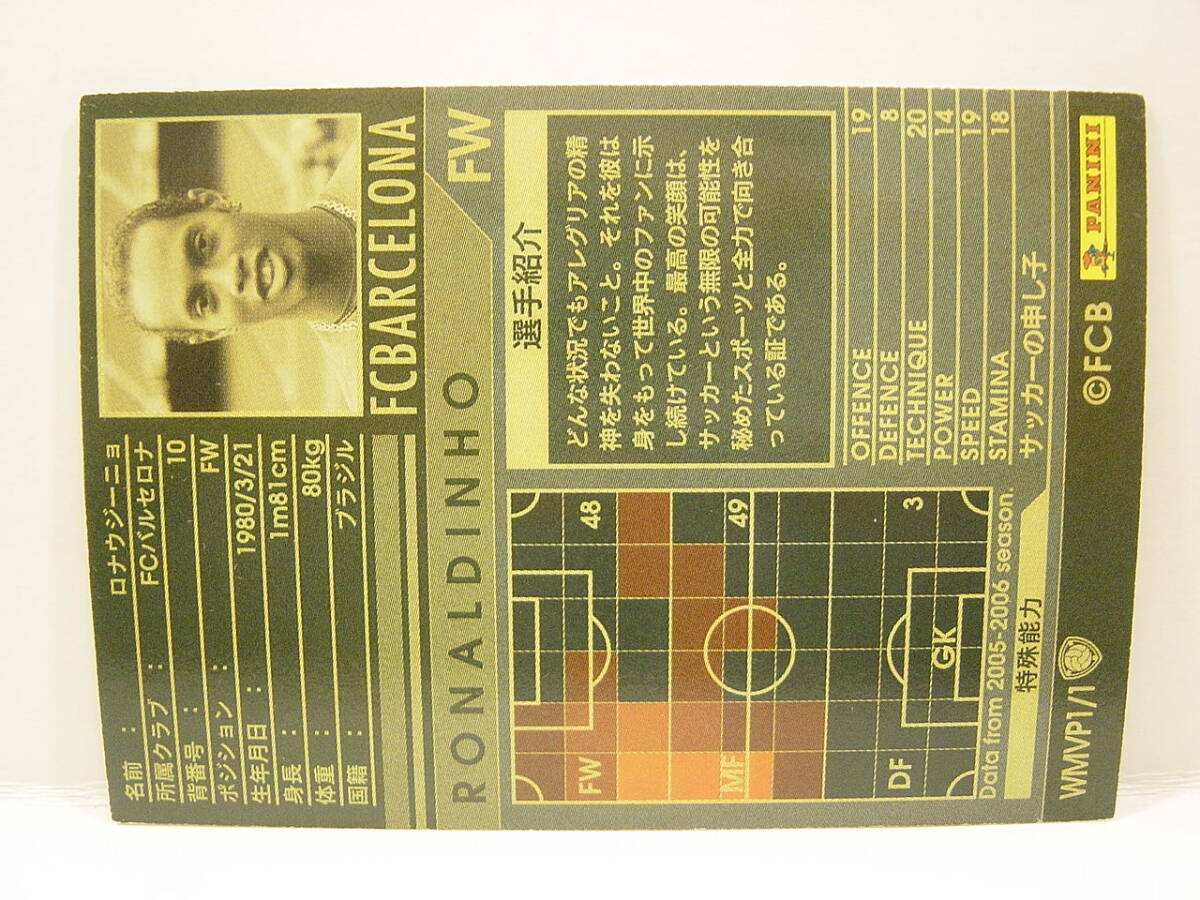 名前 : ロナウジーニョ
所属クラブ : FCバルセロナ
背番号 : 10
ポジション : FW
生年月日 : 1980/3/21
身長 : 1m81cm
体重 : 80kg
国籍 : ブラジル
FCBARCELONA
RONALDINHO
FW
選手紹介
どんな状況でもアレグリアの精
神を失わないこと。それを彼は
身をもって世界中のファンに示
し続けている。最高の笑顔は、
サッカーという無限の可能性を
秘めたスポーツと全力で向き合
っている証である。
FW
48
MF
49
DF
3
GK
Data from 2005-2006 season.
OFFENCE 19
DEFENCE 8
TECHNIQUE 20
POWER 14
SPEED 19
STAMINA 18
特殊能力
サッカーの申し子
WMVP1/1
©FCB
PANINI